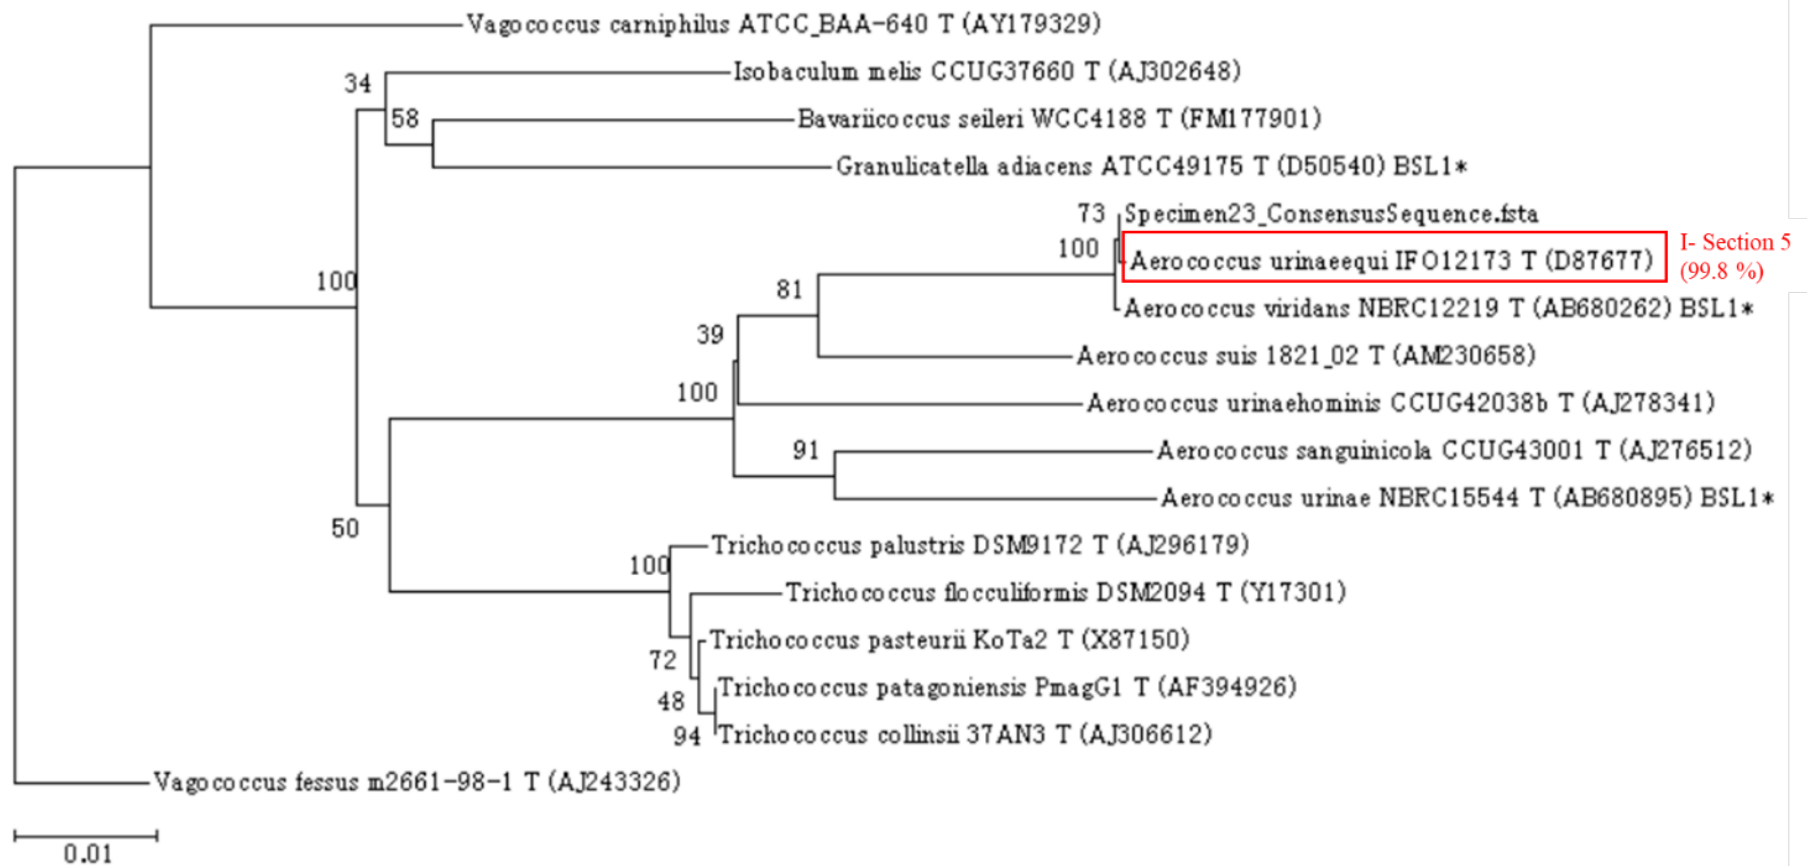 Vagococcus carniphilus ATCC_BAA-640 T (AY179329)
34
Isobaculum melis CCUG37660 T (AJ302648)
58
Bavariicoccus seileri WCC4188 T (FM177901)
Granulicatella adiacens ATCC49175 T (D50540) BSL1*
73
Specimen23_ConsensusSequence.fsta
100
Aerococcus urinaeequi IFO12173 T (D87677)
I- Section 5
(99.8 %)
100
81
Aerococcus viridans NBRC12219 T (AB680262) BSL1*
39
Aerococcus suis 1821_02 T (AM230658)
100
Aerococcus urinaehominis CCUG42038b T (AJ278341)
91
Aerococcus sanguinicola CCUG43001 T (AJ276512)
Aerococcus urinae NBRC15544 T (AB680895) BSL1*
50
Trichococcus palustris DSM9172 T (AJ296179)
100
Trichococcus flocculiformis DSM2094 T (Y17301)
Trichococcus pasteurii KoTa2 T (X87150)
72
Trichococcus patagoniensis PmagG1 T (AF394926)
48
94
Trichococcus collinsii 37AN3 T (AJ306612)
Vagococcus fessus m2661-98-1 T (AJ243326)
0.01